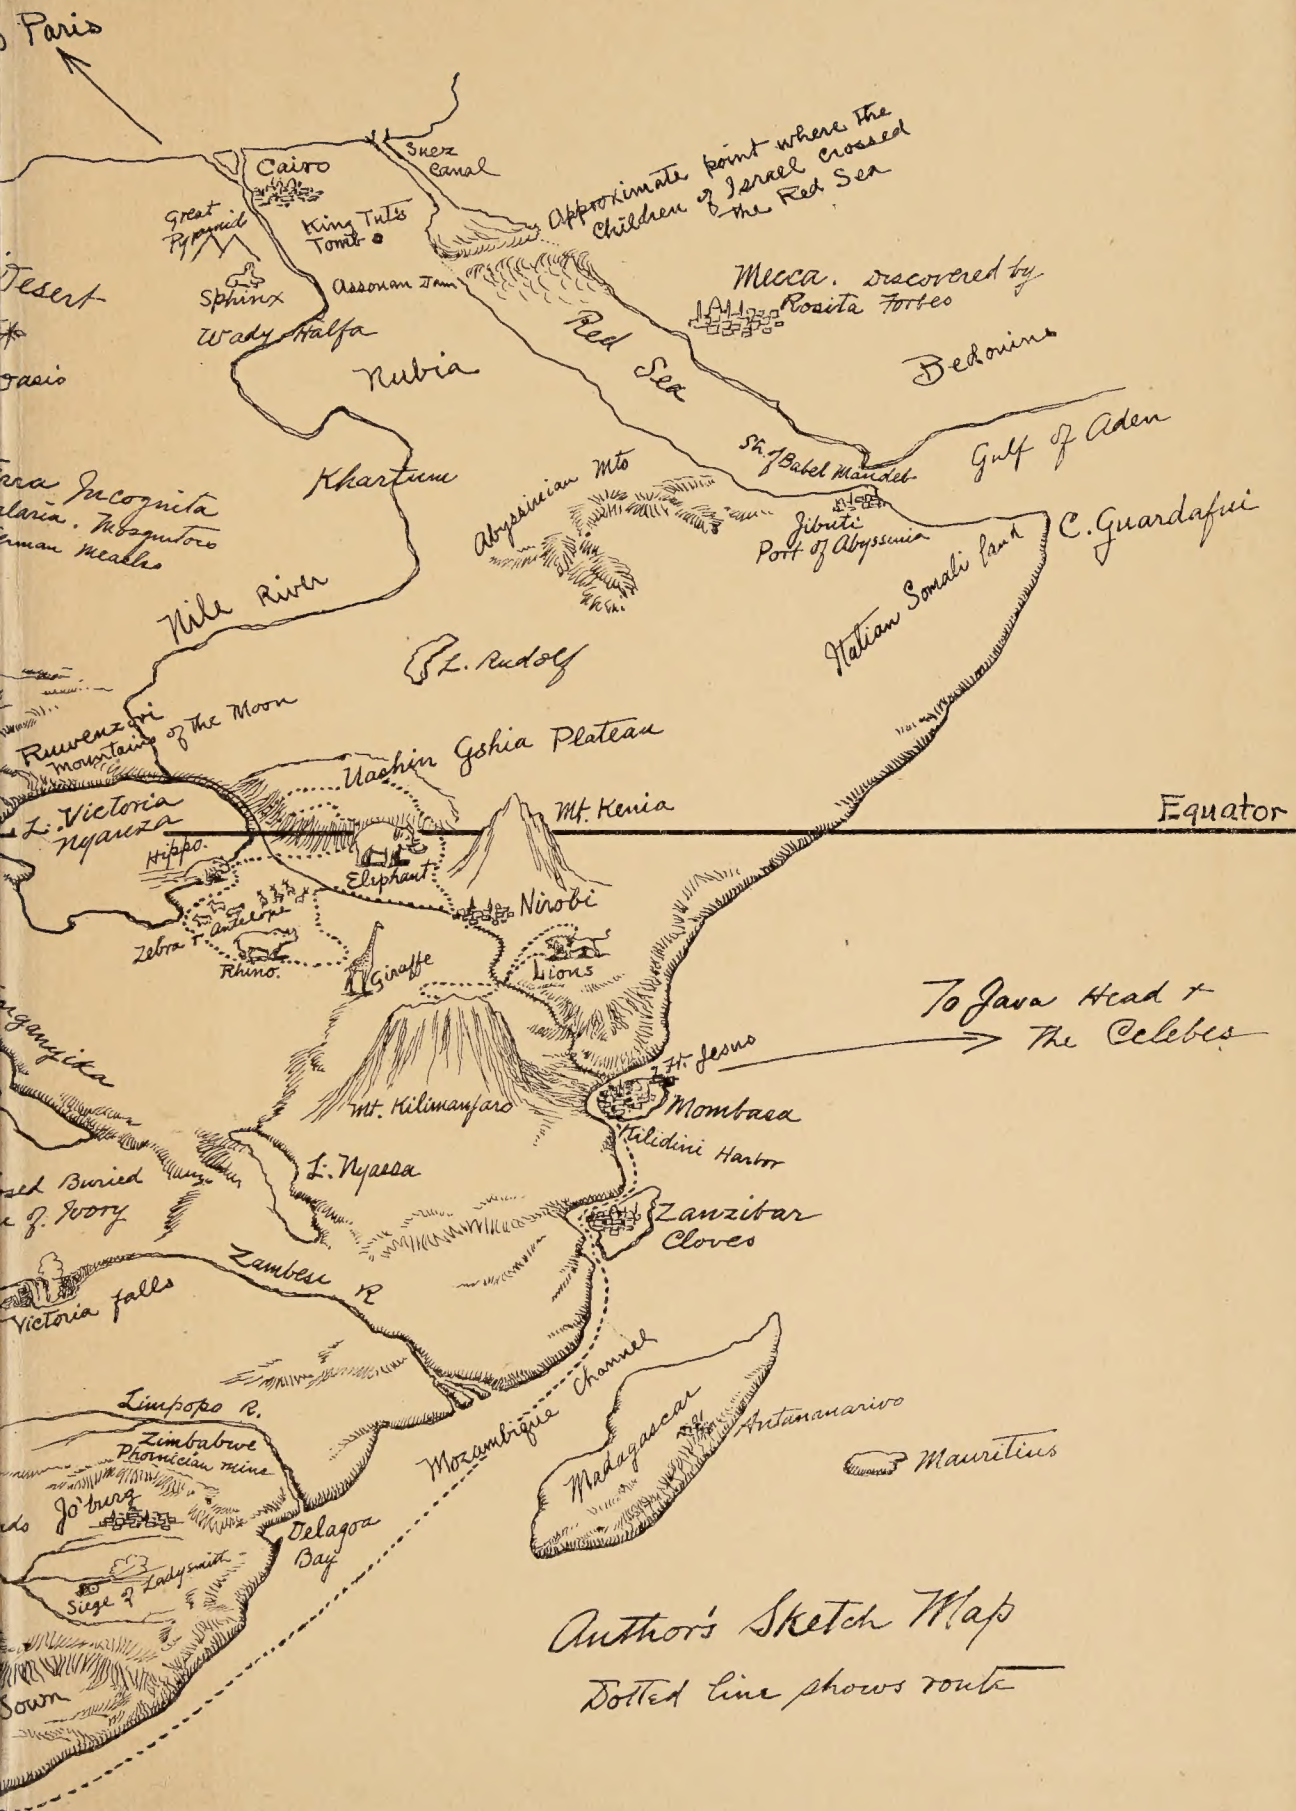 Paris
Suez
Canal
Cairo
Approximate point where the
Children of Israel crossed
the Red Sea
Great
Pyramid
King Tut's
Tomb
Desert
Sphinx
Assouan Dam
Mecca. Discovered by
Rosita Forbes
Wady Halfa
Red
Sea
Bedouins
oasis
Nubia
Gulf of Aden
St. of Babel Mandeb
Khartum
Abyssinian Mts
Incognita
Mosquitoes
Jibuti
Port of Abyssinia
C. Guardafui
Italian Somali land
Nile River
L. Rudolf
Ruwenzori
Mountains of the Moon
Uashin Gshia Plateau
L. Victoria
Nyanza
Mt. Kenia
Equator
Hippo.
Elephant
Nirobi
Zebra & Antelope
Rhino.
Giraffe
Lions
To Java Head &
The Celebes
Ft. Jesus
Mt. Kilimanjaro
Mombasa
Kilidini Harbor
L. Nyassa
Buried
of Ivory
Zanzibar
Cloves
Zambesi R
Victoria falls
Mozambique Channel
Limpopo R.
Zimbabwe
Phoenician mine
Madagascar
Antananarivo
Mauritius
Jo'burg
Delagoa
Bay
Siege of Ladysmith
Town
Author's Sketch Map
Dotted line shows route